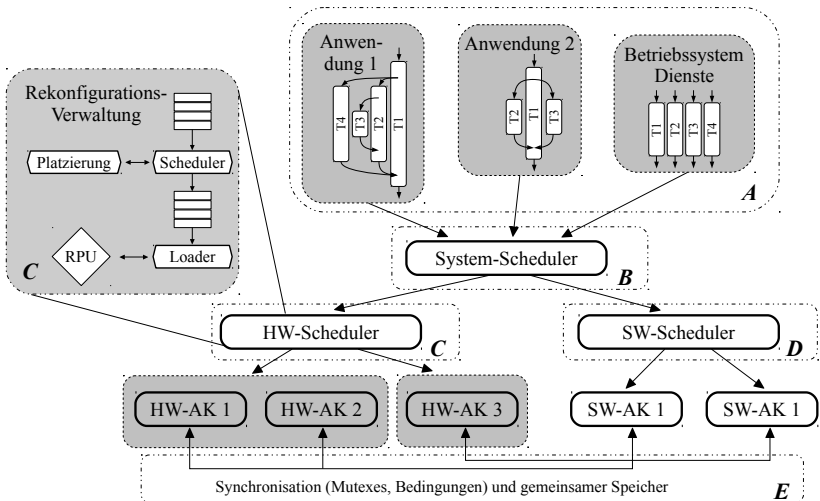 Anwen-
dung 1
T4
T3
T2
T1
Anwendung 2
T2
T1
T3
Betriebssystem
Dienste
T1
T2
T3
T4
A
Rekonfigurations-
Verwaltung
Platzierung
Scheduler
RPU
Loader
C
System-Scheduler
B
HW-Scheduler
C
SW-Scheduler
D
HW-AK 1
HW-AK 2
HW-AK 3
SW-AK 1
SW-AK 1
Synchronisation (Mutexes, Bedingungen) und gemeinsamer Speicher
E